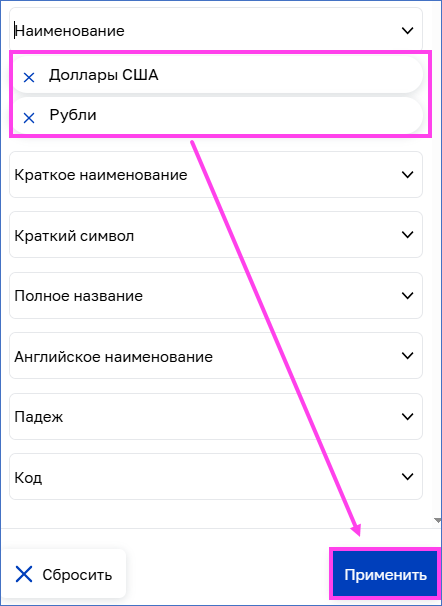 Наименование
Доллары США
Рубли
Краткое наименование
Краткий символ
Полное название
Английское наименование
Падеж
Код
Сбросить
Применить